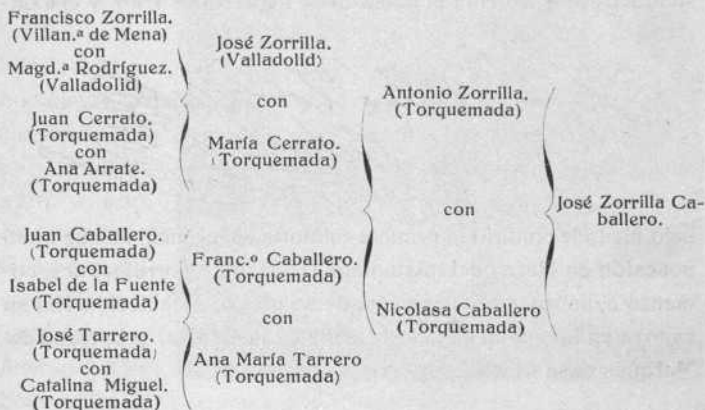 Francisco Zorrilla.
(Villan.ª de Mena)
con
Magd.ª Rodríguez.
(Valladolid)
Juan Cerrato.
(Torquemada)
con
Ana Arrate.
(Torquemada)
Juan Caballero.
(Torquemada)
con
Isabel de la Fuente
(Torquemada)
José Tarrero.
(Torquemada)
con
Catalina Miguel.
(Torquemada)
José Zorrilla.
(Valladolid)
con
María Cerrato.
(Torquemada)
Franc.º Caballero.
(Torquemada)
con
Ana María Tarrero
(Torquemada)
Antonio Zorrilla.
(Torquemada)
con
Nicolasa Caballero
(Torquemada)
José Zorrilla Ca-
ballero.